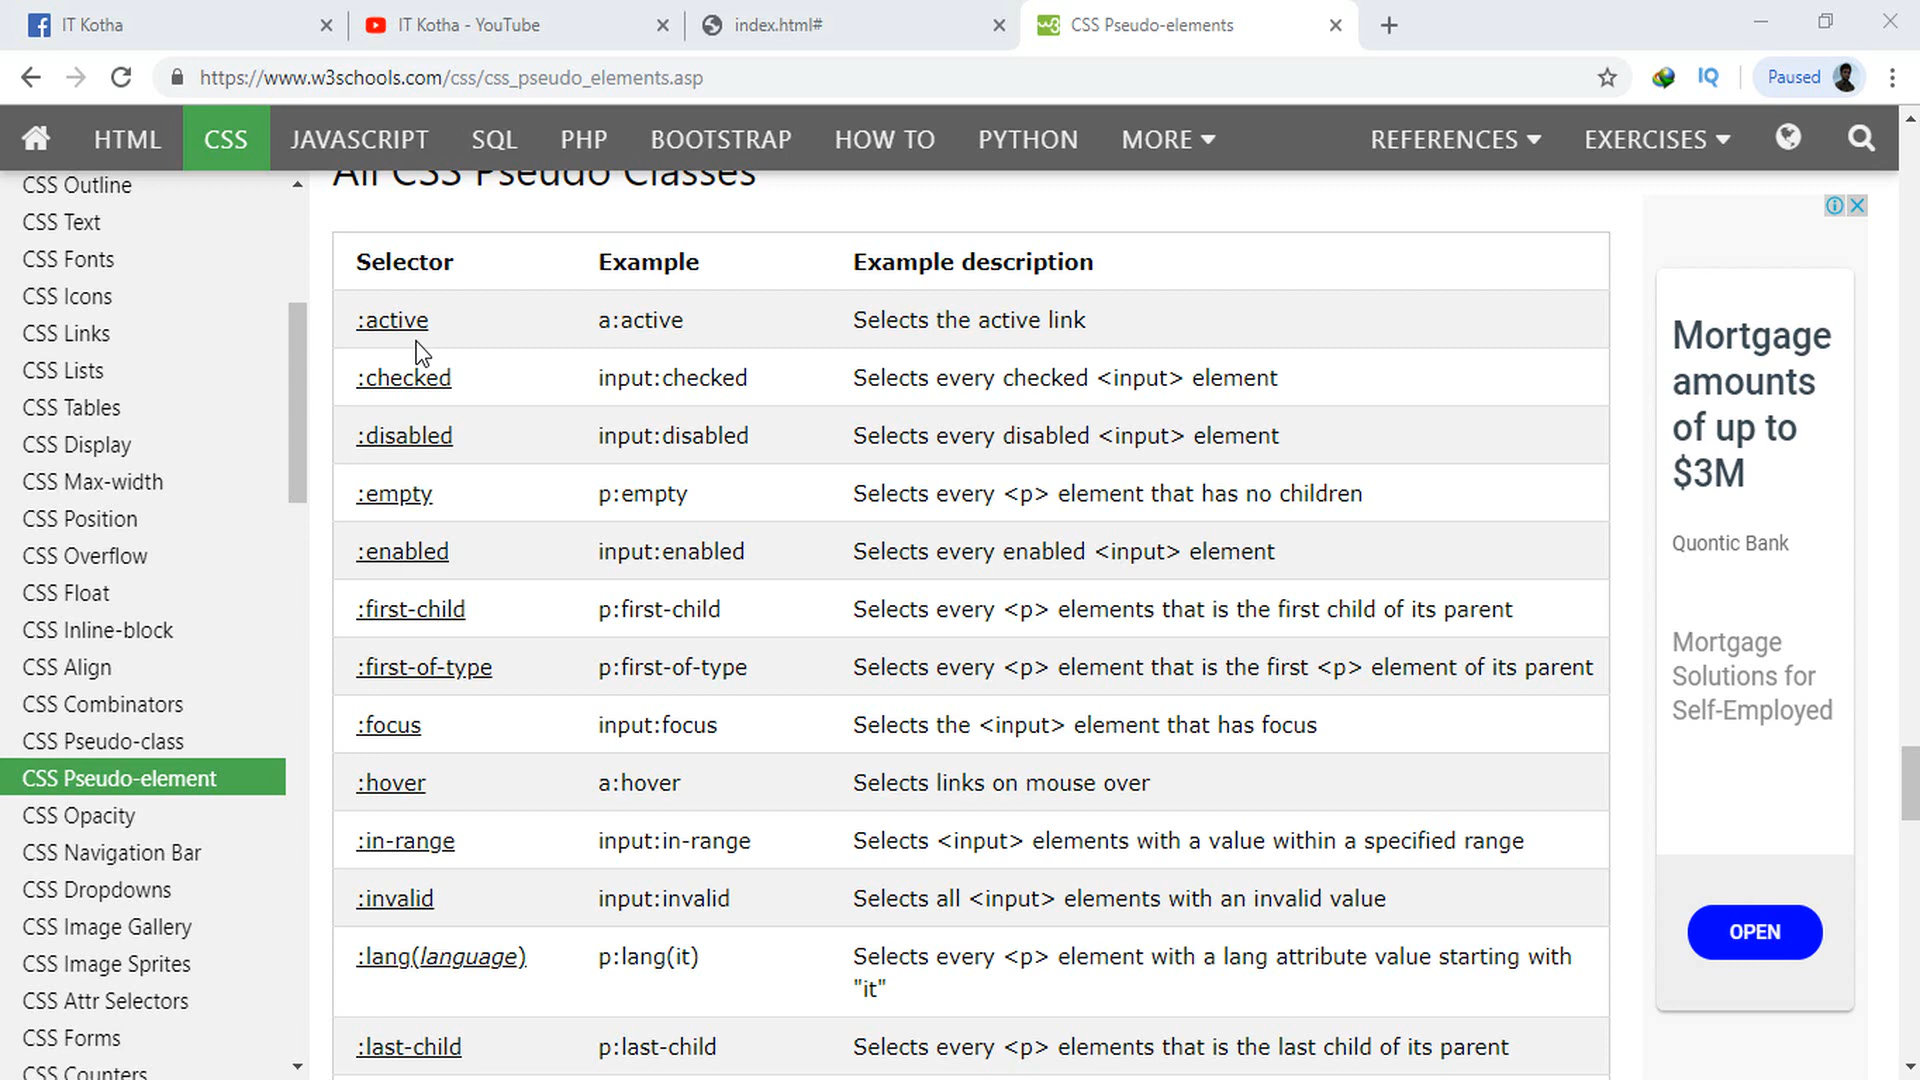 IT Kotha
IT Kotha - YouTube
index.html#
CSS Pseudo-elements
https://www.w3schools.com/css/css_pseudo_elements.asp
IQ
Paused
HTML
CSS
JAVASCRIPT
SQL
PHP
BOOTSTRAP
HOW TO
PYTHON
MORE
REFERENCES
EXERCISES
CSS Outline
CSS Text
CSS Fonts
CSS Icons
CSS Links
CSS Lists
CSS Tables
CSS Display
CSS Max-width
CSS Position
CSS Overflow
CSS Float
CSS Inline-block
CSS Align
CSS Combinators
CSS Pseudo-class
CSS Pseudo-element
CSS Opacity
CSS Navigation Bar
CSS Dropdowns
CSS Image Gallery
CSS Image Sprites
CSS Attr Selectors
CSS Forms
CSS Counters
All CSS Pseudo Classes
Selector Example Example description
:active a:active Selects the active link
:checked input:checked Selects every checked <input> element
:disabled input:disabled Selects every disabled <input> element
:empty p:empty Selects every <p> element that has no children
:enabled input:enabled Selects every enabled <input> element
:first-child p:first-child Selects every <p> elements that is the first child of its parent
:first-of-type p:first-of-type Selects every <p> element that is the first <p> element of its parent
:focus input:focus Selects the <input> element that has focus
:hover a:hover Selects links on mouse over
:in-range input:in-range Selects <input> elements with a value within a specified range
:invalid input:invalid Selects all <input> elements with an invalid value
:lang(language) p:lang(it) Selects every <p> element with a lang attribute value starting with
"it"
:last-child p:last-child Selects every <p> elements that is the last child of its parent
Mortgage
amounts
of up to
$3M
Quontic Bank
Mortgage
Solutions for
Self-Employed
OPEN